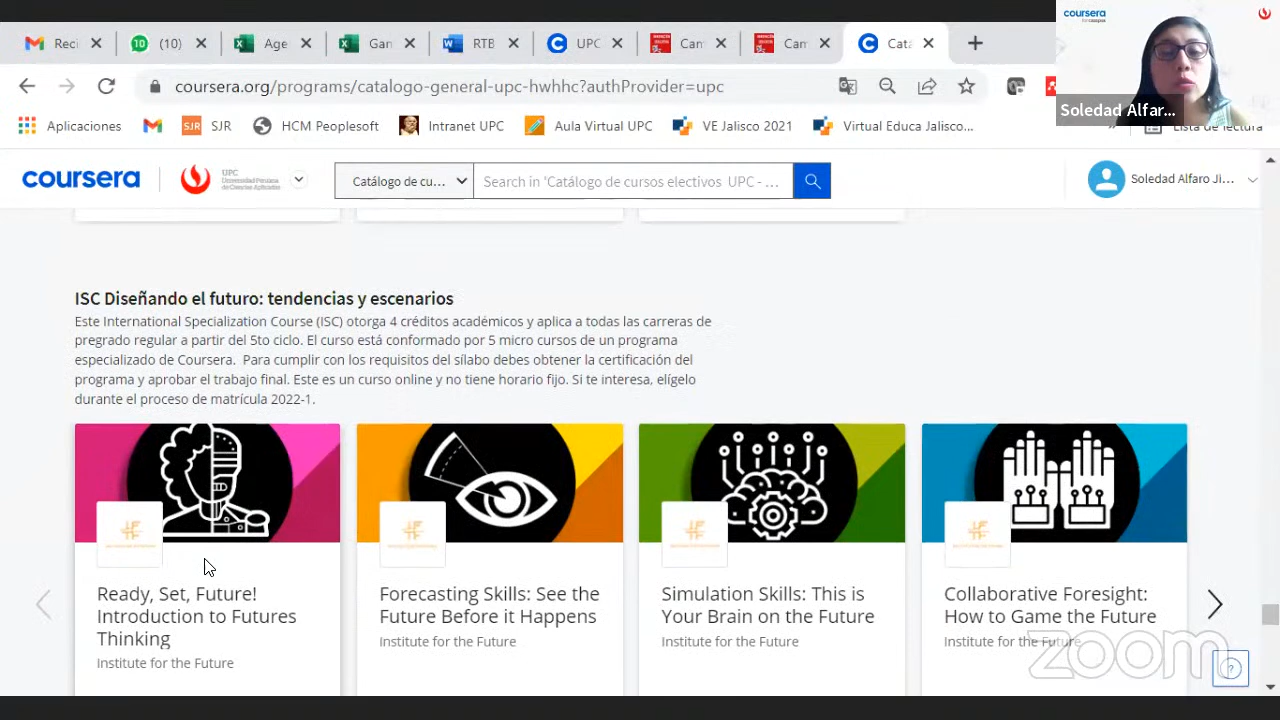 Reci
(10)
Age
Gan
RTE
UPC
Can
Can
Cata
coursera
for campus
coursera.org/programs/catalogo-general-upc-hwhhc?authProvider=upc
Soledad Alfar...
Aplicaciones
SJR
SJR
HCM Peoplesoft
Intranet UPC
Aula Virtual UPC
VE Jalisco 2021
Virtual Educa Jalisco...
Lista de lectura
coursera
UPC
Universidad Peruana
de Ciencias Aplicadas
Catálogo de cu...
Search in 'Catálogo de cursos electivos UPC - ...
Soledad Alfaro Ji...
ISC Diseñando el futuro: tendencias y escenarios
Este International Specialization Course (ISC) otorga 4 créditos académicos y aplica a todas las carreras de
pregrado regular a partir del 5to ciclo. El curso está conformado por 5 micro cursos de un programa
especializado de Coursera. Para cumplir con los requisitos del sílabo debes obtener la certificación del
programa y aprobar el trabajo final. Este es un curso online y no tiene horario fijo. Si te interesa, elígelo
durante el proceso de matrícula 2022-1.
Ready, Set, Future!
Introduction to Futures
Thinking
Institute for the Future
Forecasting Skills: See the
Future Before it Happens
Institute for the Future
Simulation Skills: This is
Your Brain on the Future
Institute for the Future
Collaborative Foresight:
How to Game the Future
Institute for the Future
zoom
?